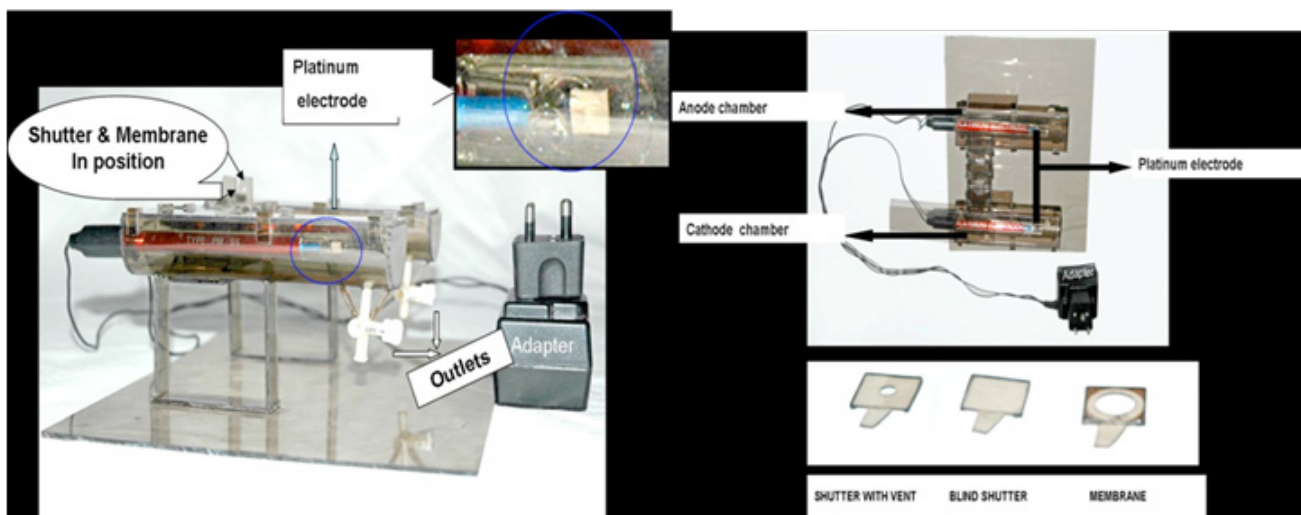 Platinum
electrode
Shutter & Membrane
In position
Outlets
Adapter
Anode chamber
Platinum electrode
Cathode chamber
Adapter
SHUTTER WITH VENT
BLIND SHUTTER
MEMBRANE